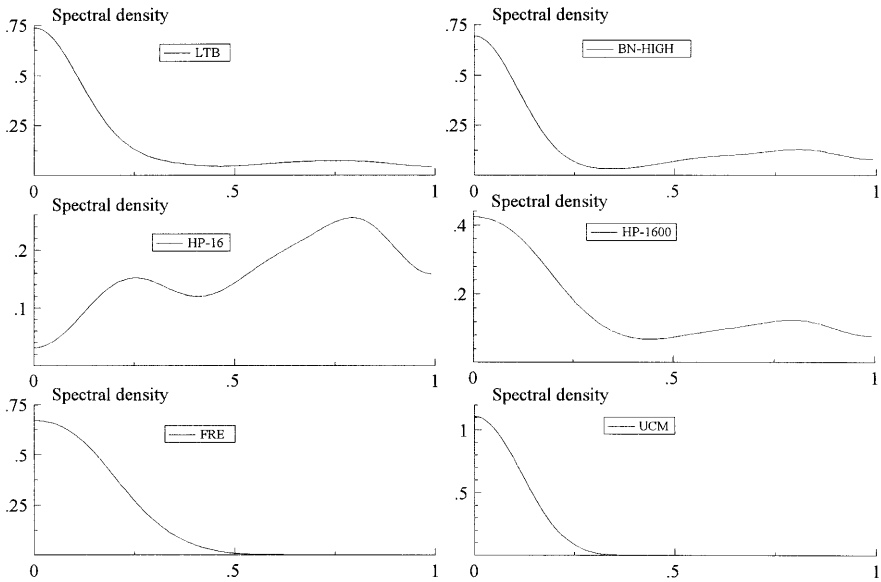 Spectral density
.75
LTB
.5
.25
0
.5
1
Spectral density
.75
BN-HIGH
.5
.25
0
.5
1
Spectral density
HP-16
.2
.1
0
.5
1
Spectral density
.4
HP-1600
.2
0
.5
1
Spectral density
.75
FRE
.5
.25
0
.5
1
Spectral density
1
UCM
.5
0
.25
.5
1